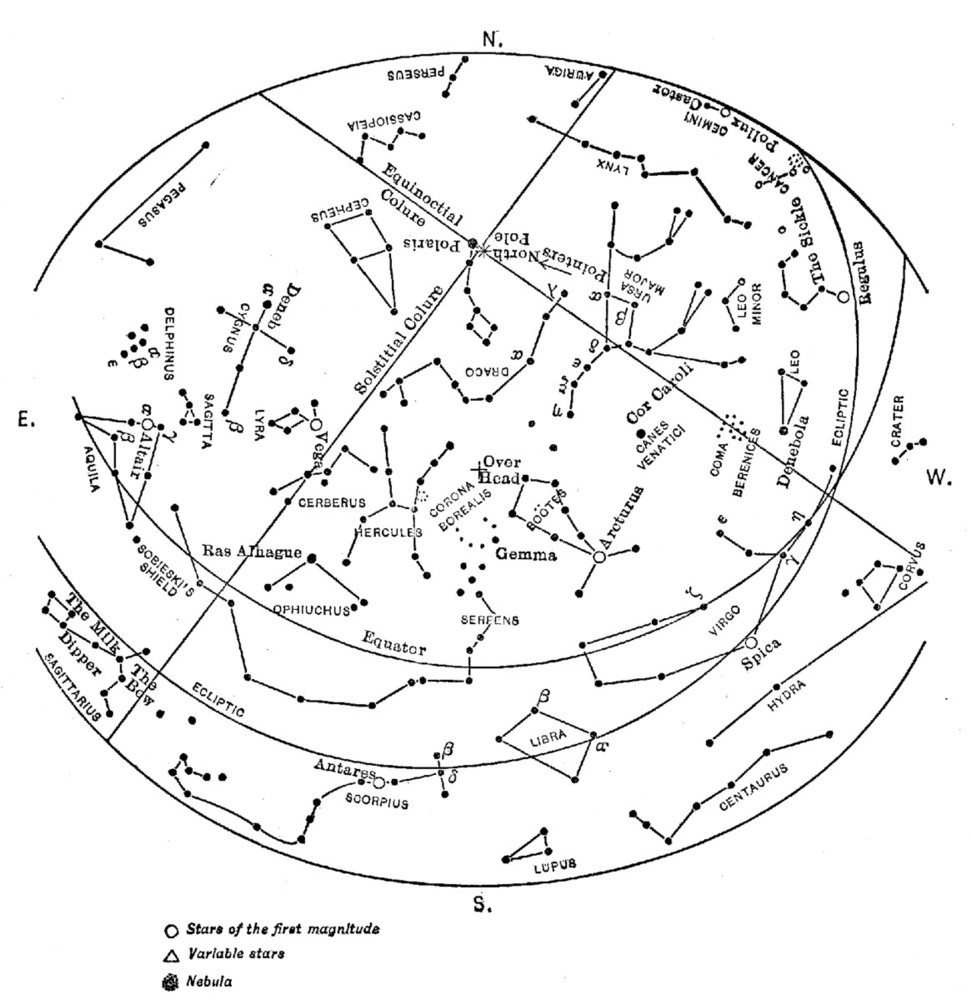 N.
PERSEUS
AURIGA
Castor
GEMINI
Pollux
CASSIOPEIA
LYNX
CANCER
PEGASUS
Equinoctial
Colure
CEPHEUS
Polaris
North
Pole
Pointers
The Sickle
Regulus
URSA
MAJOR
LEO
MINOR
λ
α
β
δ
ε
ζ
η
α
Deneb
CYGNUS
δ
β
DELPHINUS
α
β
ε
Solstitial Colure
DRACO
α
Cor Caroli
LEO
ECLIPTIC
E.
SAGITTA
LYRA
Vega
α
Altair
β
γ
AQUILA
CANES
VENATICI
COMA
BERENICES
Denebola
CRATER
W.
Over
Head
CERBERUS
CORONA
BOREALIS
HERCULES
BOOTES
Arcturus
Gemma
ε
η
γ
Ras Alhague
SOBIESKI'S
SHIELD
OPHIUCHUS
SERPENS
ζ
VIRGO
CORVUS
Equator
Spica
The Milk
Dipper
The
Bow
SAGITTARIUS
ECLIPTIC
HYDRA
β
LIBRA
α
Antares
SCORPIUS
β
δ
CENTAURUS
LUPUS
S.
Stars of the first magnitude
Variable stars
Nebula